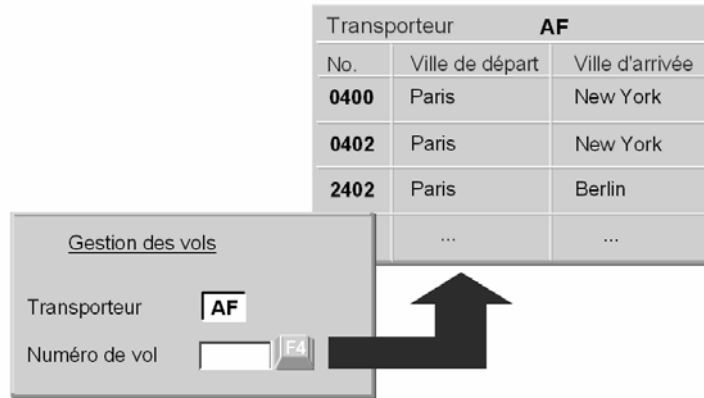 Transporteur AF
No. Ville de départ Ville d'arrivée
0400 Paris New York
0402 Paris New York
2402 Paris Berlin
... ...
Gestion des vols
Transporteur AF
Numéro de vol F4